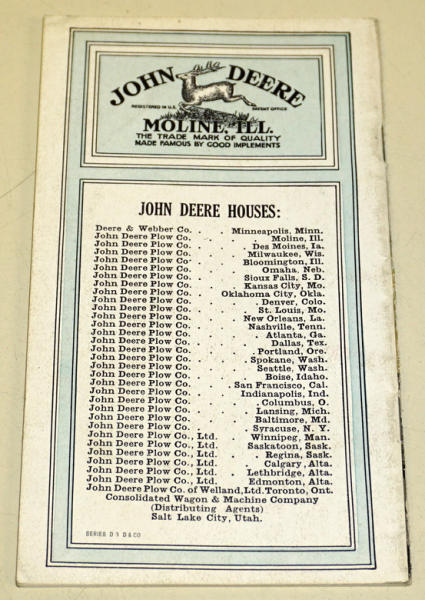 JOHN DEERE
REGISTERED IN U.S. PATENT OFFICE
MOLINE, ILL.
THE TRADE MARK OF QUALITY
MADE FAMOUS BY GOOD IMPLEMENTS
JOHN DEERE HOUSES:
Deere & Webber Co. . . . Minneapolis, Minn.
John Deere Plow Co. . . . . . Moline, Ill.
John Deere Plow Co. . . . . Des Moines, Ia.
John Deere Plow Co. . . . . Milwaukee, Wis.
John Deere Plow Co. . . . Bloomington, Ill.
John Deere Plow Co. . . . . . Omaha, Neb.
John Deere Plow Co. . . . . Sioux Falls, S. D.
John Deere Plow Co. . . . . Kansas City, Mo.
John Deere Plow Co. . . Oklahoma City, Okla.
John Deere Plow Co. . . . . . Denver, Colo.
John Deere Plow Co. . . . . . St. Louis, Mo.
John Deere Plow Co. . . . . New Orleans, La.
John Deere Plow Co. . . . . Nashville, Tenn.
John Deere Plow Co. . . . . . Atlanta, Ga.
John Deere Plow Co. . . . . . Dallas, Tex.
John Deere Plow Co. . . . . . Portland, Ore.
John Deere Plow Co. . . . . Spokane, Wash.
John Deere Plow Co. . . . . Seattle, Wash.
John Deere Plow Co. . . . . . Boise, Idaho.
John Deere Plow Co. . . . San Francisco, Cal.
John Deere Plow Co. . . . . Indianapolis, Ind.
John Deere Plow Co. . . . . . Columbus, O.
John Deere Plow Co. . . . . Lansing, Mich.
John Deere Plow Co. . . . . Baltimore, Md.
John Deere Plow Co. . . . . Syracuse, N. Y.
John Deere Plow Co., Ltd. . . Winnipeg, Man.
John Deere Plow Co., Ltd. . . Saskatoon, Sask.
John Deere Plow Co., Ltd. . . . Regina, Sask.
John Deere Plow Co., Ltd. . . . Calgary, Alta.
John Deere Plow Co., Ltd. . . Lethbridge, Alta.
John Deere Plow Co., Ltd. . . Edmonton, Alta.
John Deere Plow Co. of Welland, Ltd. Toronto, Ont.
Consolidated Wagon & Machine Company
(Distributing Agents)
Salt Lake City, Utah.
SERIES D D & CO